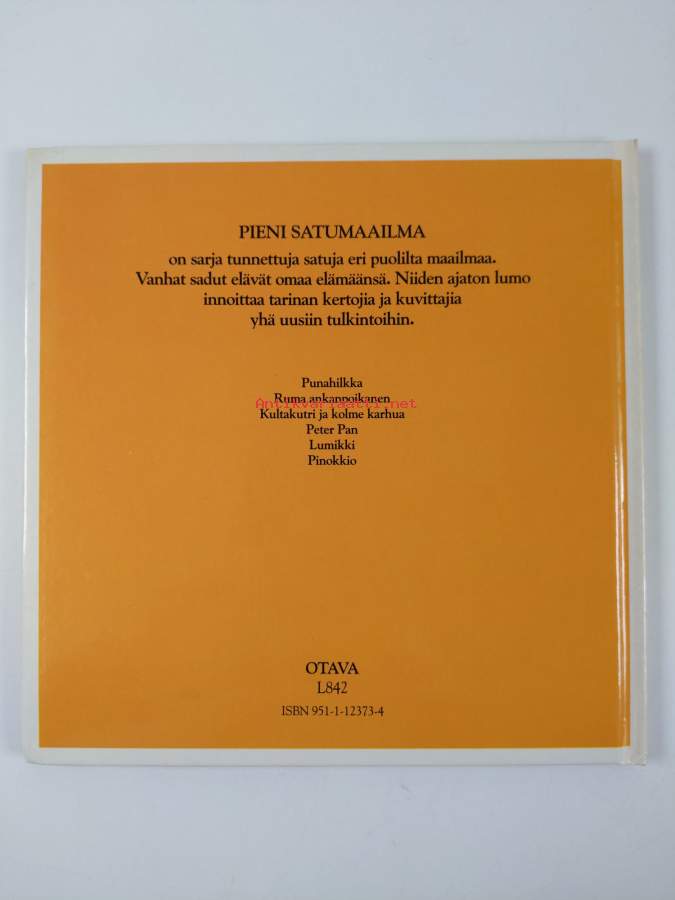 PIENI SATUMAAILMA
on sarja tunnettuja satuja eri puolilta maailmaa.
Vanhat sadut elävät omaa elämäänsä. Niiden ajaton lumo
innoittaa tarinan kertojia ja kuvittajia
yhä uusiin tulkintoihin.
Punahilkka
Ruma ankanpoikanen
Antikvariaatti.net
Kultakutri ja kolme karhua
Peter Pan
Lumikki
Pinokkio
OTAVA
L842
ISBN 951-1-12373-4